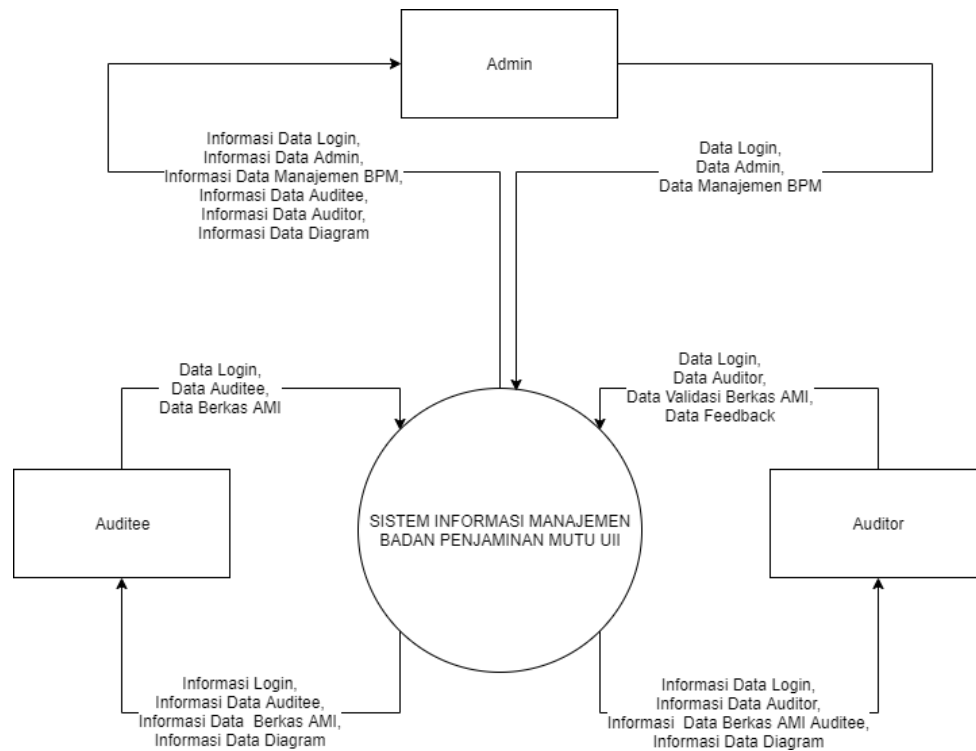 Admin
Informasi Data Login,
Informasi Data Admin,
Informasi Data Manajemen BPM,
Informasi Data Auditee,
Informasi Data Auditor,
Informasi Data Diagram
Data Login,
Data Admin,
Data Manajemen BPM
Data Login,
Data Auditee,
Data Berkas AMI
Data Login,
Data Auditor,
Data Validasi Berkas AMI,
Data Feedback
Auditee
SISTEM INFORMASI MANAJEMEN
BADAN PENJAMINAN MUTU UII
Auditor
Informasi Login,
Informasi Data Auditee,
Informasi Data  Berkas AMI,
Informasi Data Diagram
Informasi Data Login,
Informasi Data Auditor,
Informasi  Data Berkas AMI Auditee,
Informasi Data Diagram